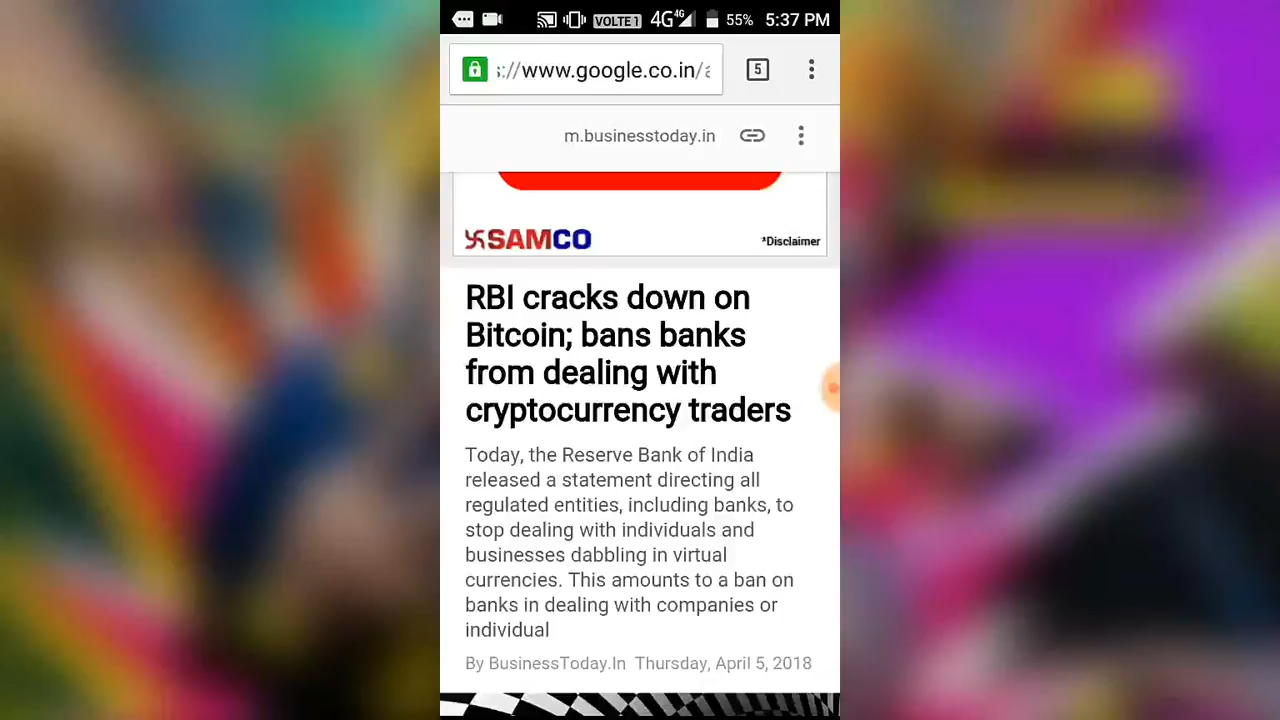 VOLTE 1 4G 4G 55% 5:37 PM
s://www.google.co.in/a 5
m.businesstoday.in
SAMCO *Disclaimer
RBI cracks down on
Bitcoin; bans banks
from dealing with
cryptocurrency traders
Today, the Reserve Bank of India
released a statement directing all
regulated entities, including banks, to
stop dealing with individuals and
businesses dabbling in virtual
currencies. This amounts to a ban on
banks in dealing with companies or
individual
By BusinessToday.In Thursday, April 5, 2018